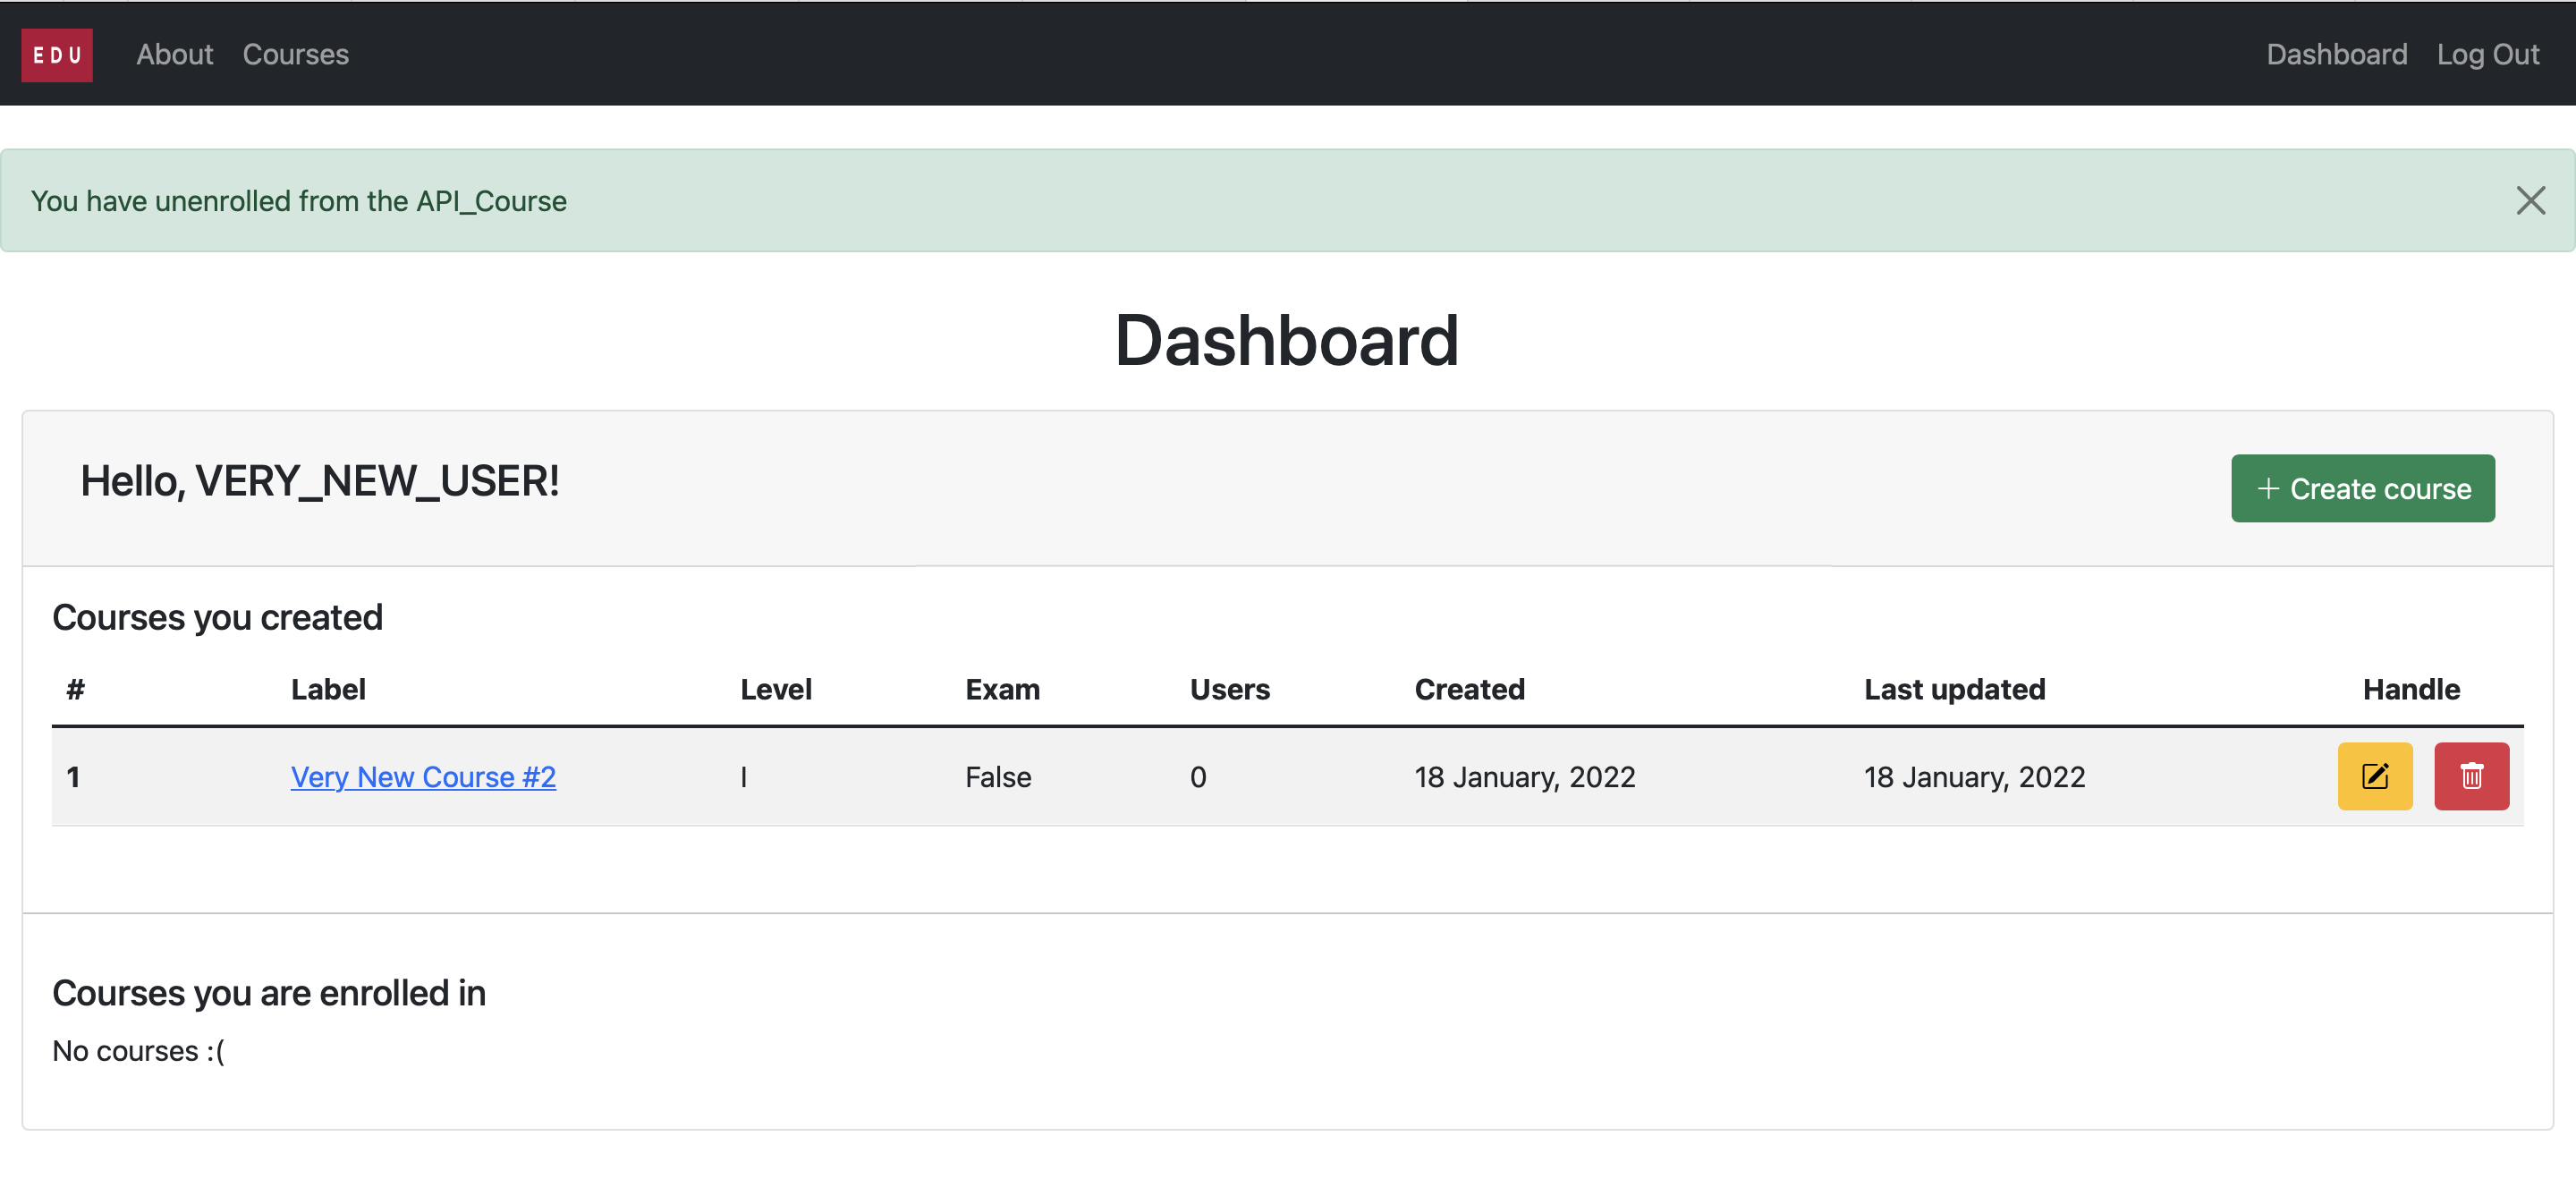 EDU About Courses Dashboard Log Out
You have unenrolled from the API_Course
Dashboard
Hello, VERY_NEW_USER!
+ Create course
Courses you created
# Label Level Exam Users Created Last updated Handle
1 Very New Course #2 I False 0 18 January, 2022 18 January, 2022
Courses you are enrolled in
No courses :(